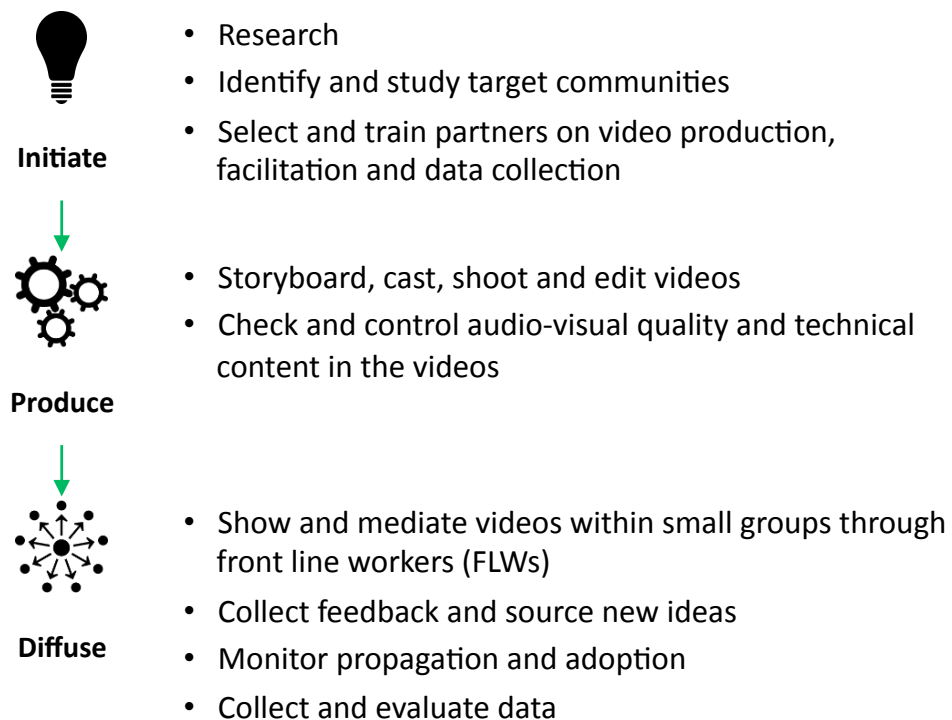 • Research
• Identify and study target communities
• Select and train partners on video production,
facilitation and data collection
Initiate
• Storyboard, cast, shoot and edit videos
• Check and control audio-visual quality and technical
content in the videos
Produce
• Show and mediate videos within small groups through
front line workers (FLWs)
• Collect feedback and source new ideas
Diffuse
• Monitor propagation and adoption
• Collect and evaluate data